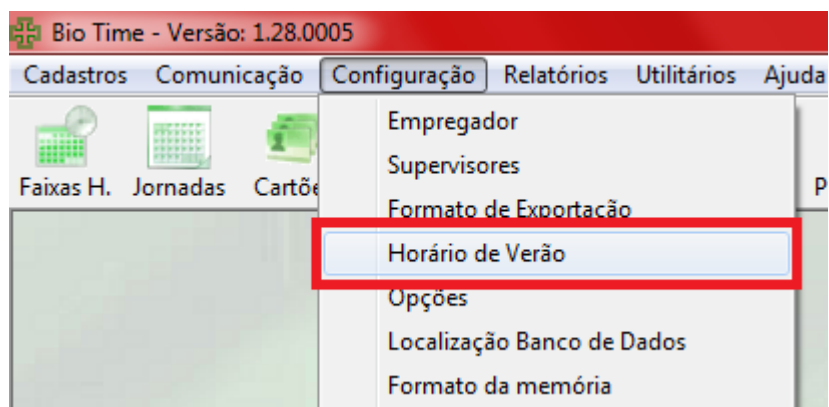 Bio Time - Versão: 1.28.0005
Cadastros Comunicação Configuração Relatórios Utilitários Ajuda
Faixas H. Jornadas Cartõe P
Empregador
Supervisores
Formato de Exportação
Horário de Verão
Opções
Localização Banco de Dados
Formato da memória